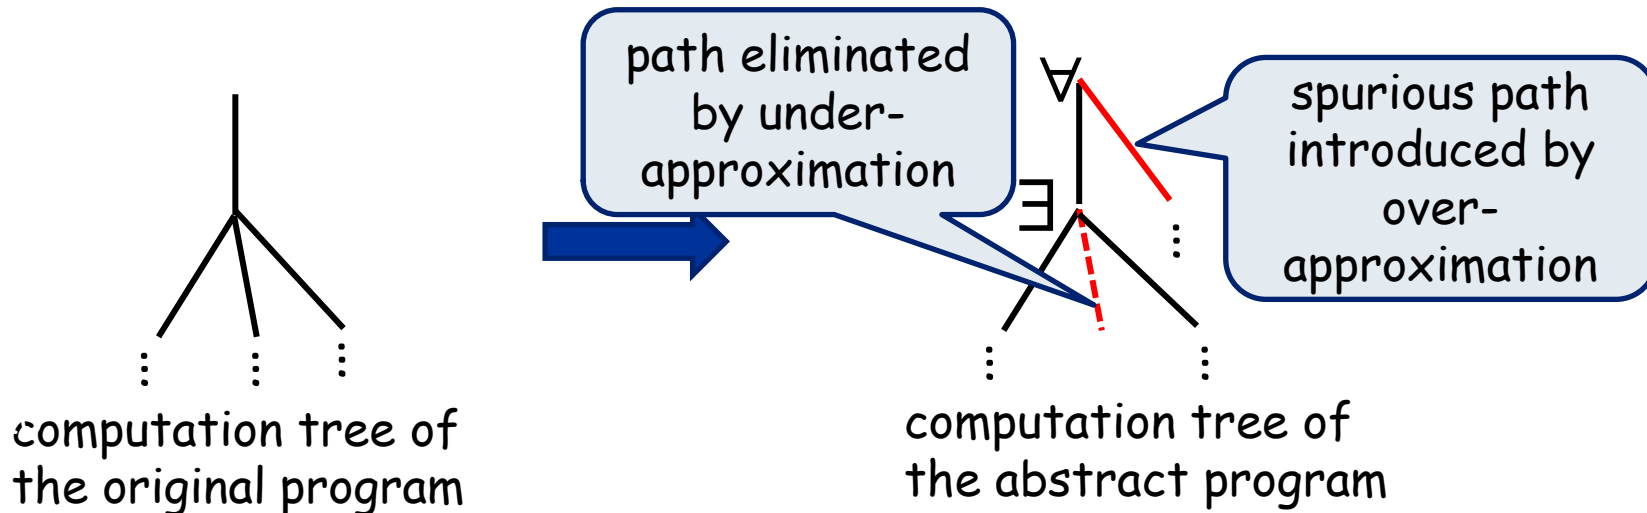 path eliminated
by under-
approximation
∀
spurious path
introduced by
over-
approximation
∃
⋮
⋮
⋮
⋮
⋮
⋮
computation tree of
the original program
computation tree of
the abstract program